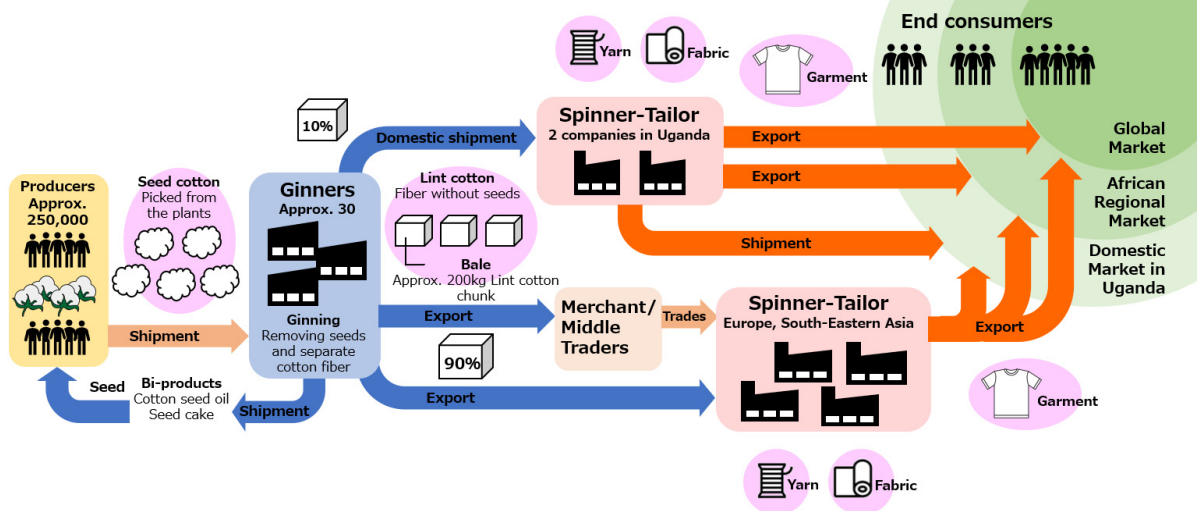 End consumers
Yarn
Fabric
Garment
10%
Domestic shipment
Spinner-Tailor
2 companies in Uganda
Export
Export
Shipment
Global
Market
African
Regional
Market
Domestic
Market in
Uganda
Producers
Approx.
250,000
Seed cotton
Picked from
the plants
Shipment
Ginners
Approx. 30
Ginning
Removing seeds
and separate
cotton fiber
Lint cotton
Fiber without seeds
Bale
Approx. 200kg Lint cotton
chunk
Export
90%
Export
Merchant/
Middle
Traders
Trades
Spinner-Tailor
Europe, South-Eastern Asia
Export
Garment
Seed
Bi-products
Cotton seed oil
Seed cake
Shipment
Yarn
Fabric